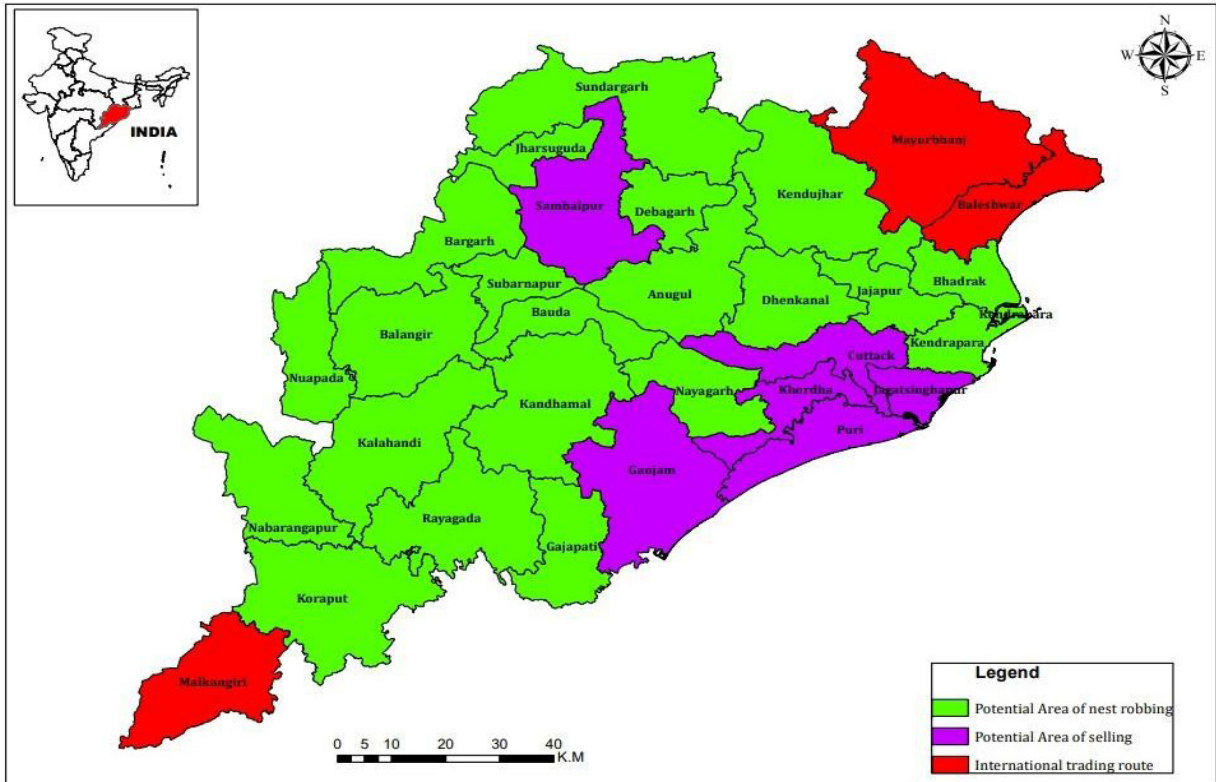 INDIA
N
W
E
S
Sundargarh
Mayurbhanj
Jharsuguda
Kendujhar
Sambalpur
Baleshwar
Debagarh
Bargarh
Bhadrak
Subarnapur
Anugul
Dhenkanal
Jajapur
Bauda
Kendrapara
Balangir
Kendrapara
Cuttack
Nuapada
Nayagarh
Khordha
Jagatsinghapur
Kandhamal
Puri
Kalahandi
Ganjam
Rayagada
Nabarangapur
Gajapati
Koraput
Malkangiri
Legend
Potential Area of nest robbing
Potential Area of selling
International trading route
0 5 10 20 30 40
K.M